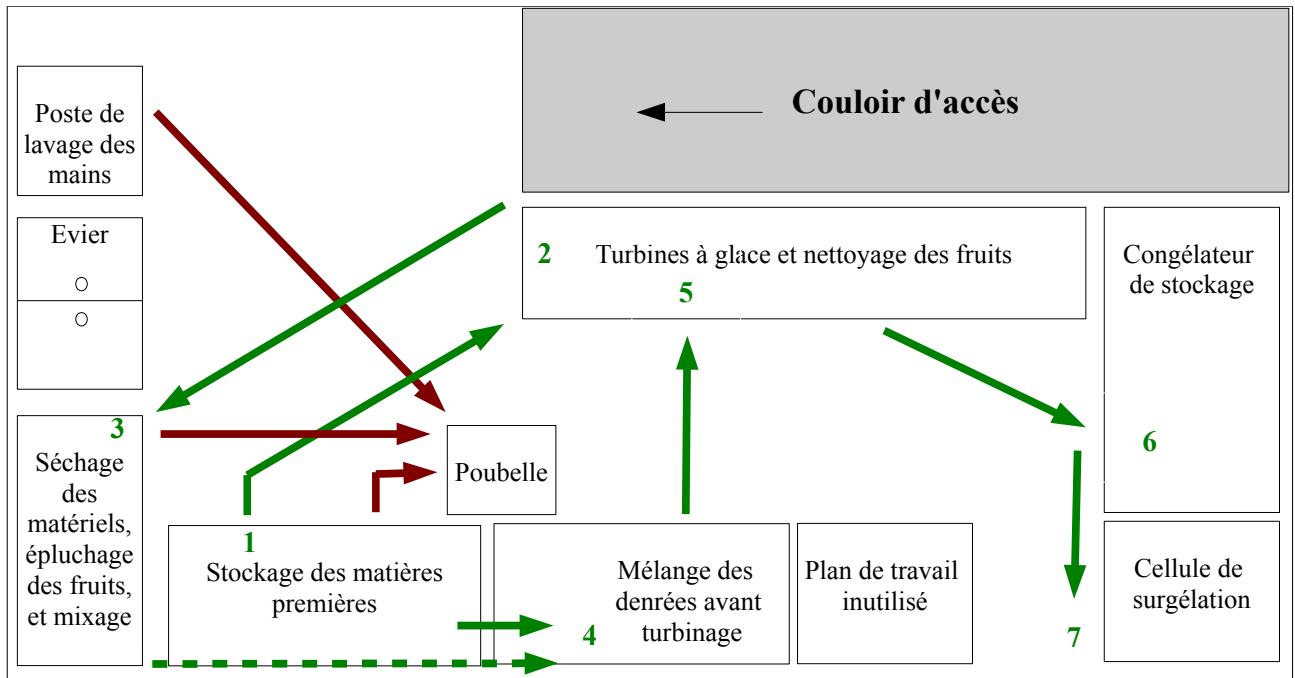 Couloir d'accès
Poste de
lavage des
mains
Evier
2 Turbines à glace et nettoyage des fruits
5
Congélateur
de stockage
6
3
Séchage
des
matériels,
épluchage
des fruits,
et mixage
Poubelle
1
Stockage des matières
premières
Mélange des
denrées avant
turbinage
4
Plan de travail
inutilisé
Cellule de
surgélation
7